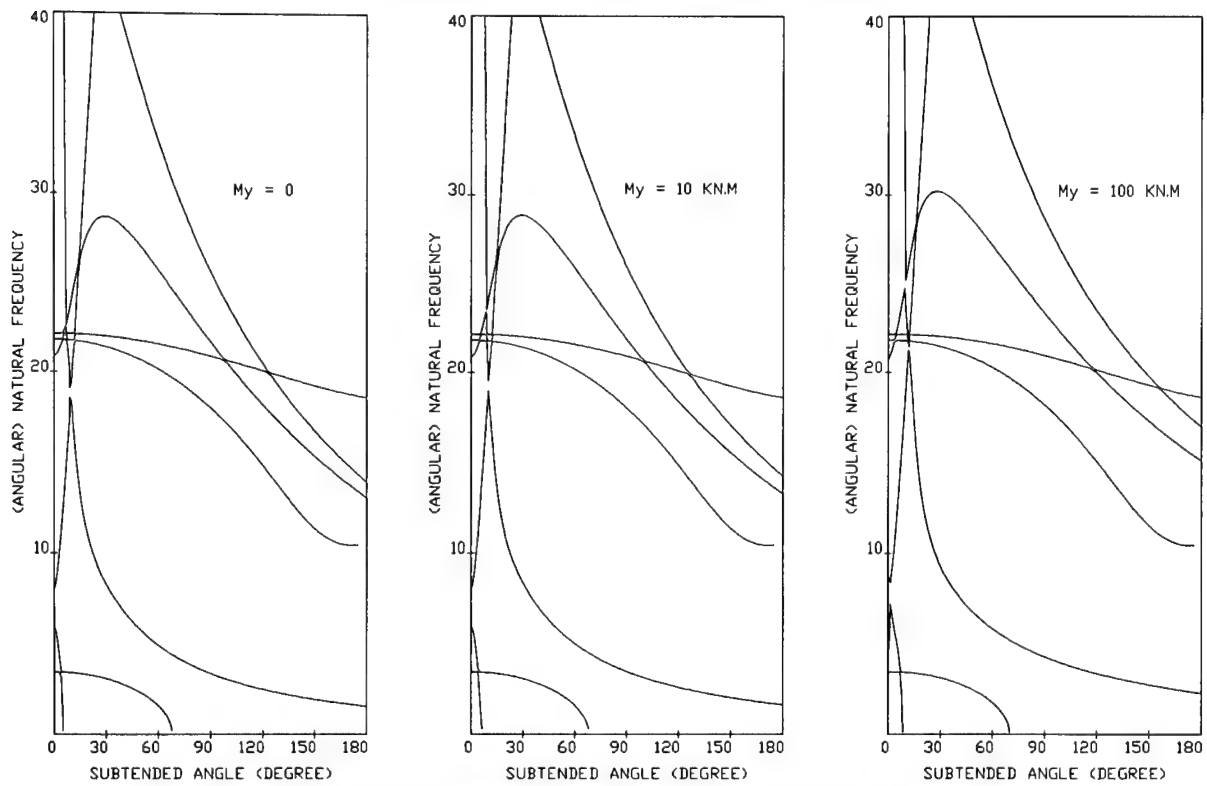 40
30
20
10
(ANGULAR) NATURAL FREQUENCY
My = 0
0 30 60 90 120 150 180
SUBTENDED ANGLE (DEGREE)
40
30
20
10
(ANGULAR) NATURAL FREQUENCY
My = 10 KN.M
0 30 60 90 120 150 180
SUBTENDED ANGLE (DEGREE)
40
30
20
10
(ANGULAR) NATURAL FREQUENCY
My = 100 KN.M
0 30 60 90 120 150 180
SUBTENDED ANGLE (DEGREE)